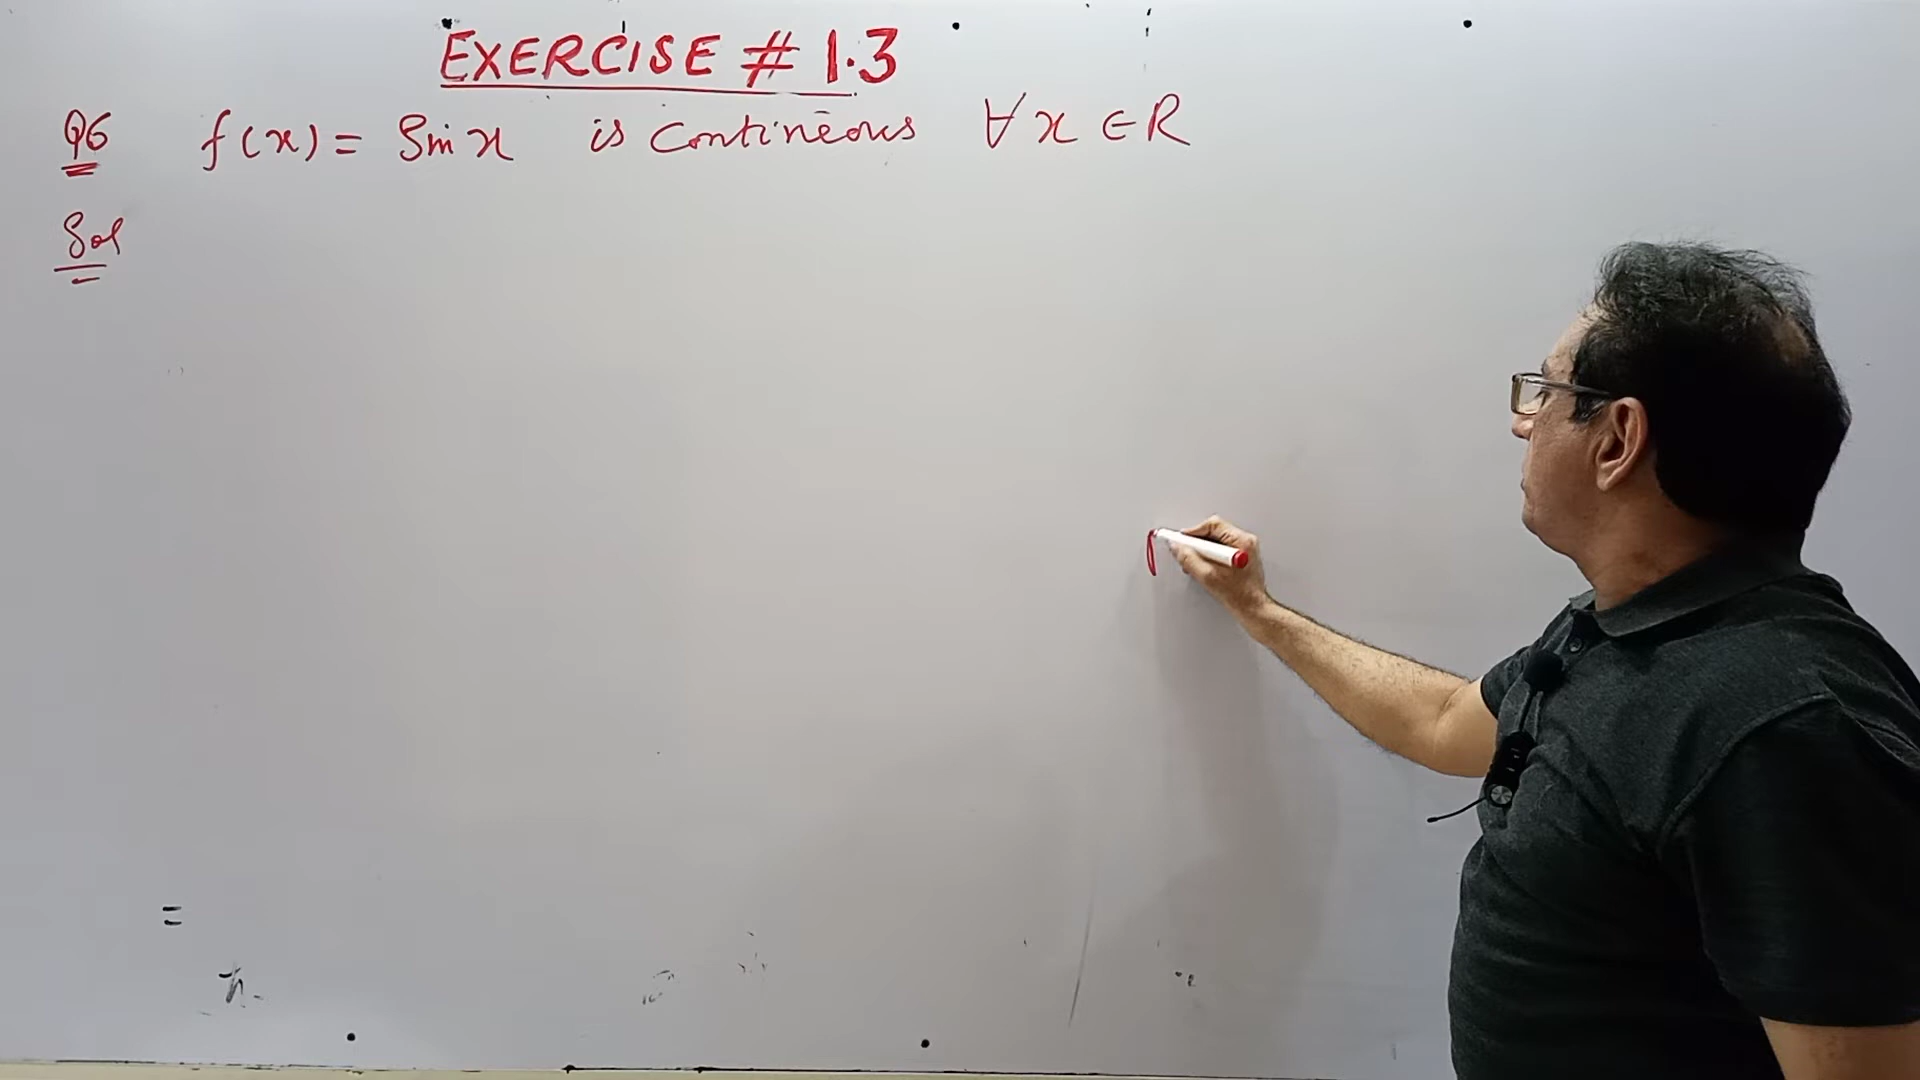 EXERCISE # 1.3
Q6 f(x) = Sin x is Contineous ∀ x ∈ R
Sol
=